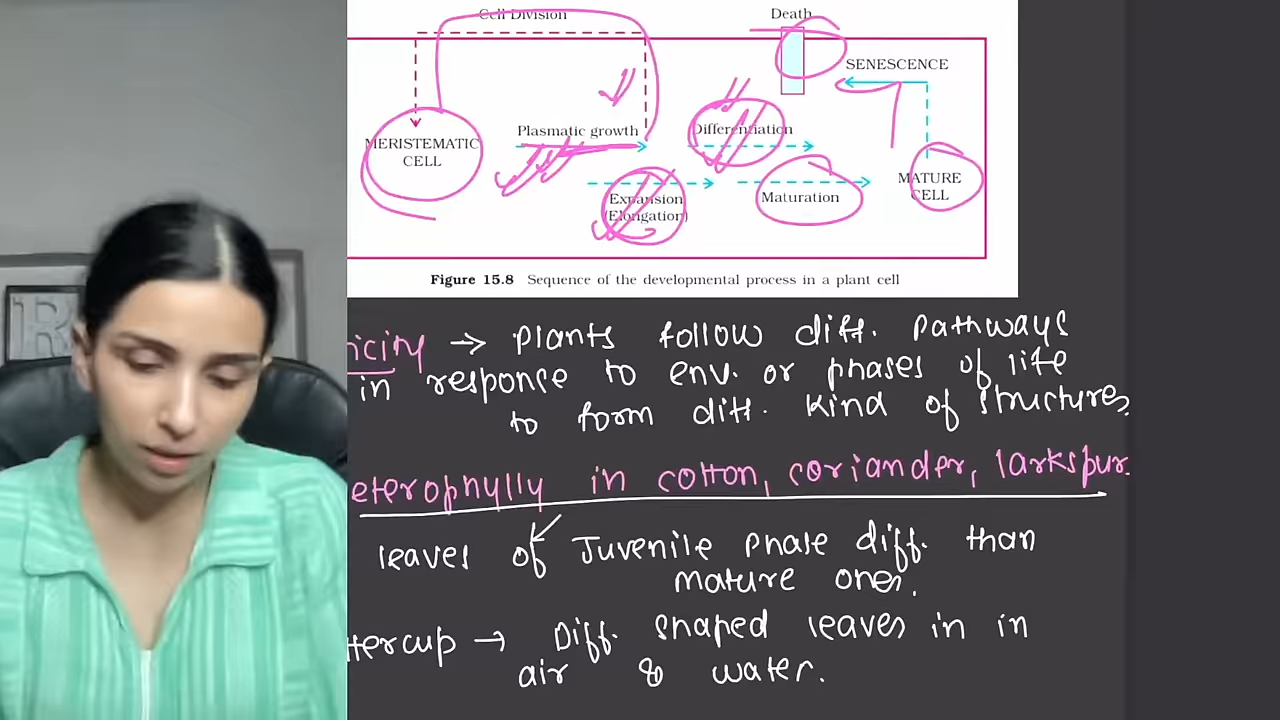 Cell Division
Death
SENESCENCE
Plasmatic growth
Differentiation
MERISTEMATIC
CELL
MATURE
CELL
Expansion
(Elongation)
Maturation
Figure 15.8 Sequence of the developmental process in a plant cell
icity → Plants follow diff. pathways
in response to env. or phases of life
to form diff. kind of structures.
eterophylly in cotton, coriander, larkspur.
leaves of Juvenile phase diff. than
mature ones.
tercup → Diff. shaped leaves in in
air & water.